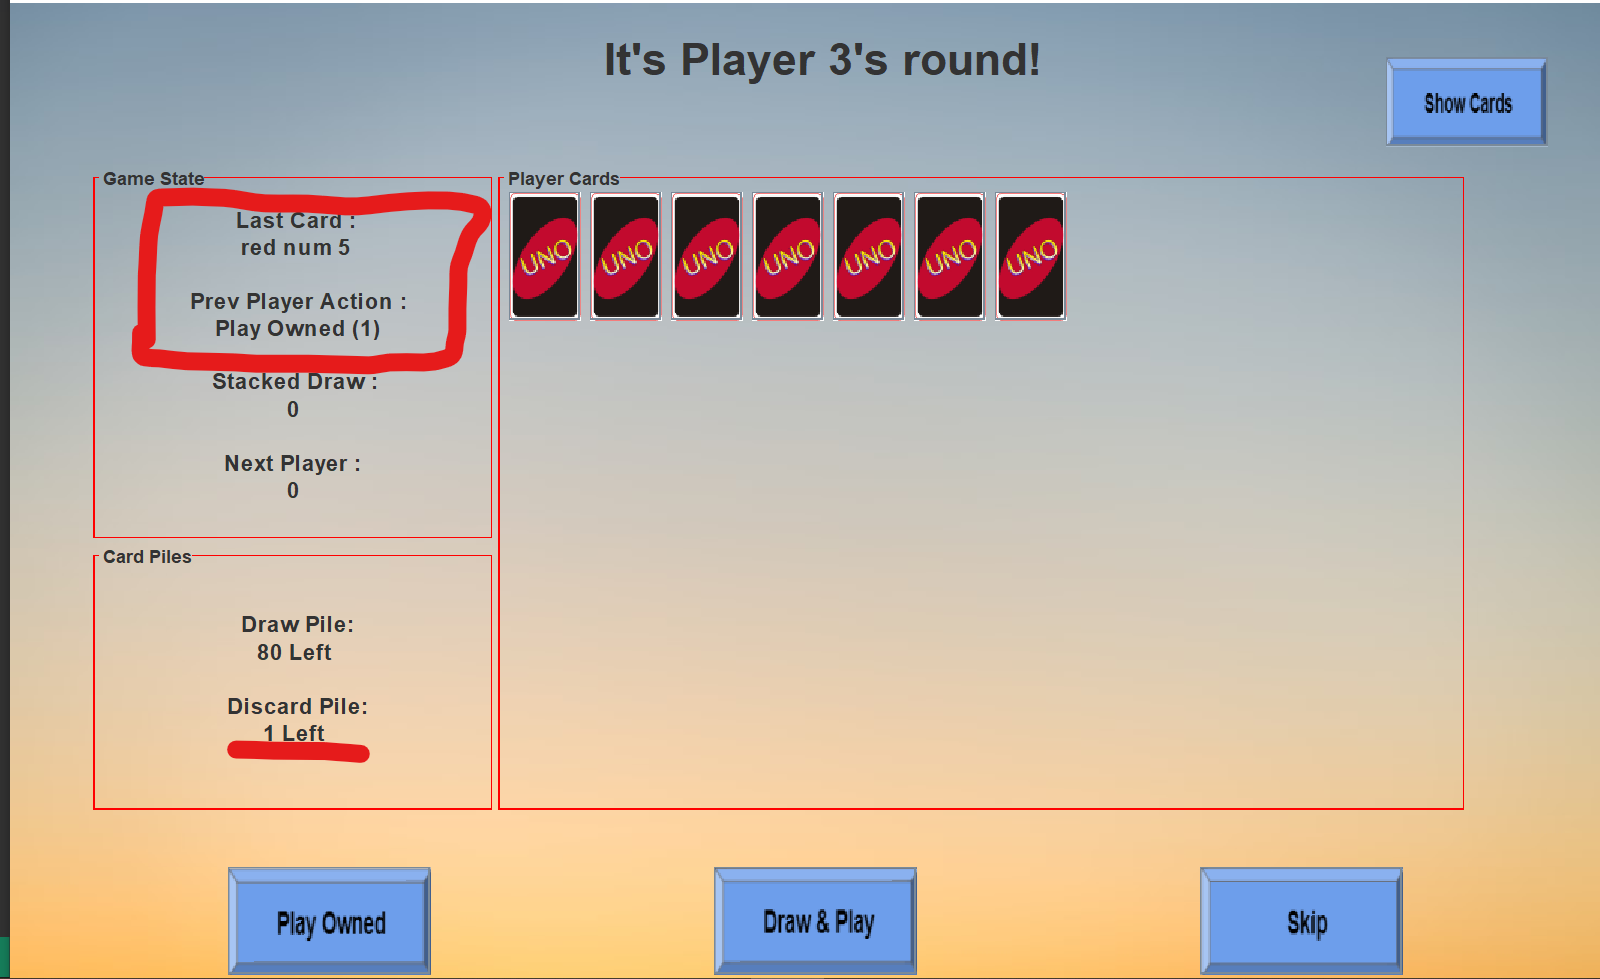 It's Player 3's round!
Show Cards
Game State
Last Card :
red num 5
Prev Player Action :
Play Owned (1)
Stacked Draw :
0
Next Player :
0
Card Piles
Draw Pile:
80 Left
Discard Pile:
1 Left
Player Cards
UNO UNO UNO UNO UNO UNO UNO
Play Owned
Draw & Play
Skip